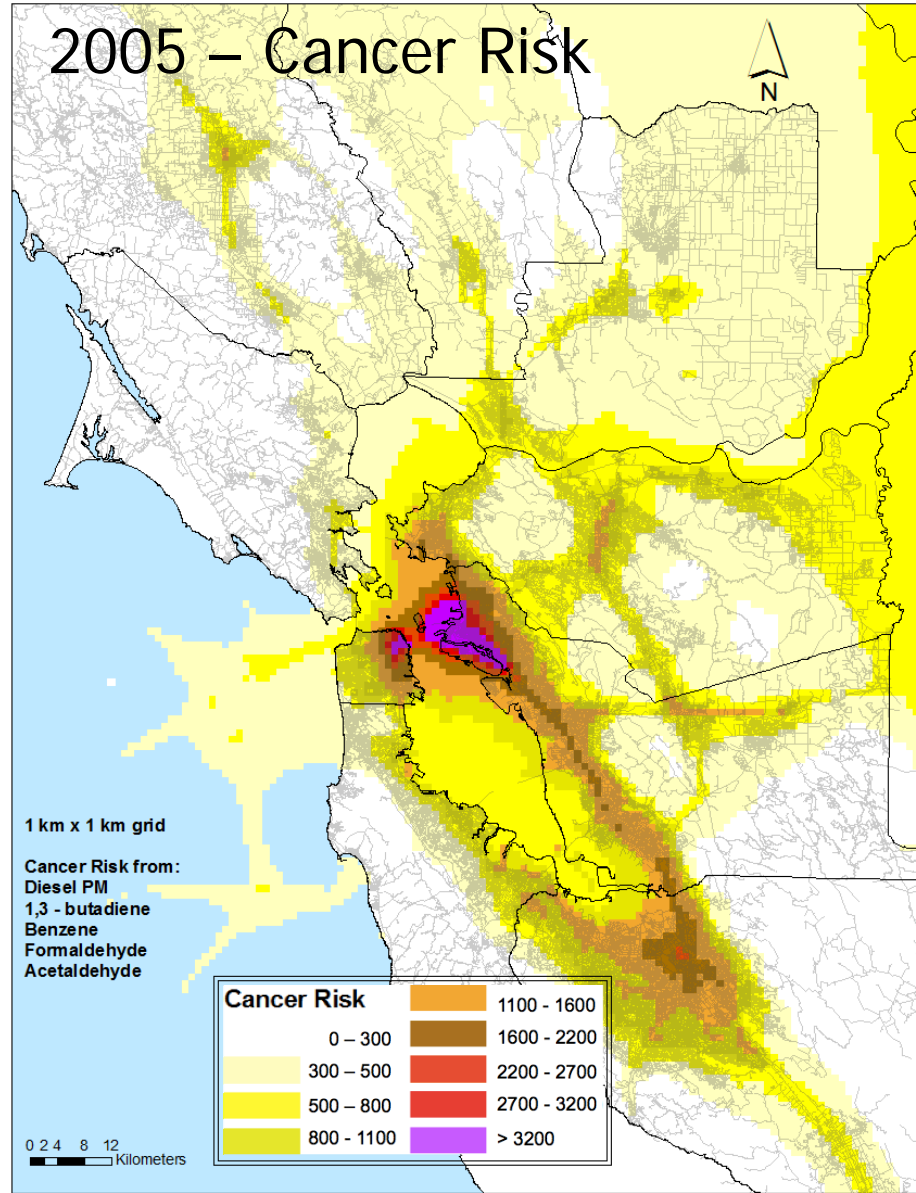 2005 – Cancer Risk
N
1 km x 1 km grid
Cancer Risk from:
Diesel PM
1,3 - butadiene
Benzene
Formaldehyde
Acetaldehyde
Cancer Risk
0 – 300
300 – 500
500 – 800
800 - 1100
1100 - 1600
1600 - 2200
2200 - 2700
2700 - 3200
> 3200
0 2 4 8 12
Kilometers